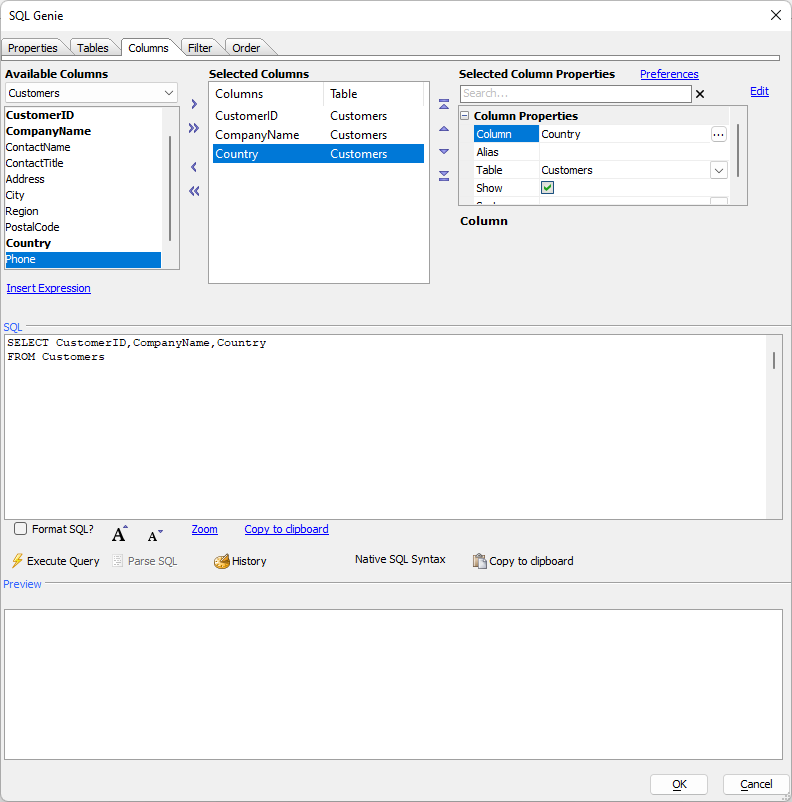 SQL Genie
Properties Tables Columns Filter Order
Available Columns
Customers
CustomerID
CompanyName
ContactName
ContactTitle
Address
City
Region
PostalCode
Country
Phone
Insert Expression
Selected Columns
Columns Table
CustomerID Customers
CompanyName Customers
Country Customers
Selected Column Properties Preferences
Search...
Edit
Column Properties
Column Country
Alias
Table Customers
Show
Column
SQL
SELECT CustomerID,CompanyName,Country
FROM Customers
Format SQL? A A Zoom Copy to clipboard
Execute Query Parse SQL History Native SQL Syntax Copy to clipboard
Preview
OK Cancel